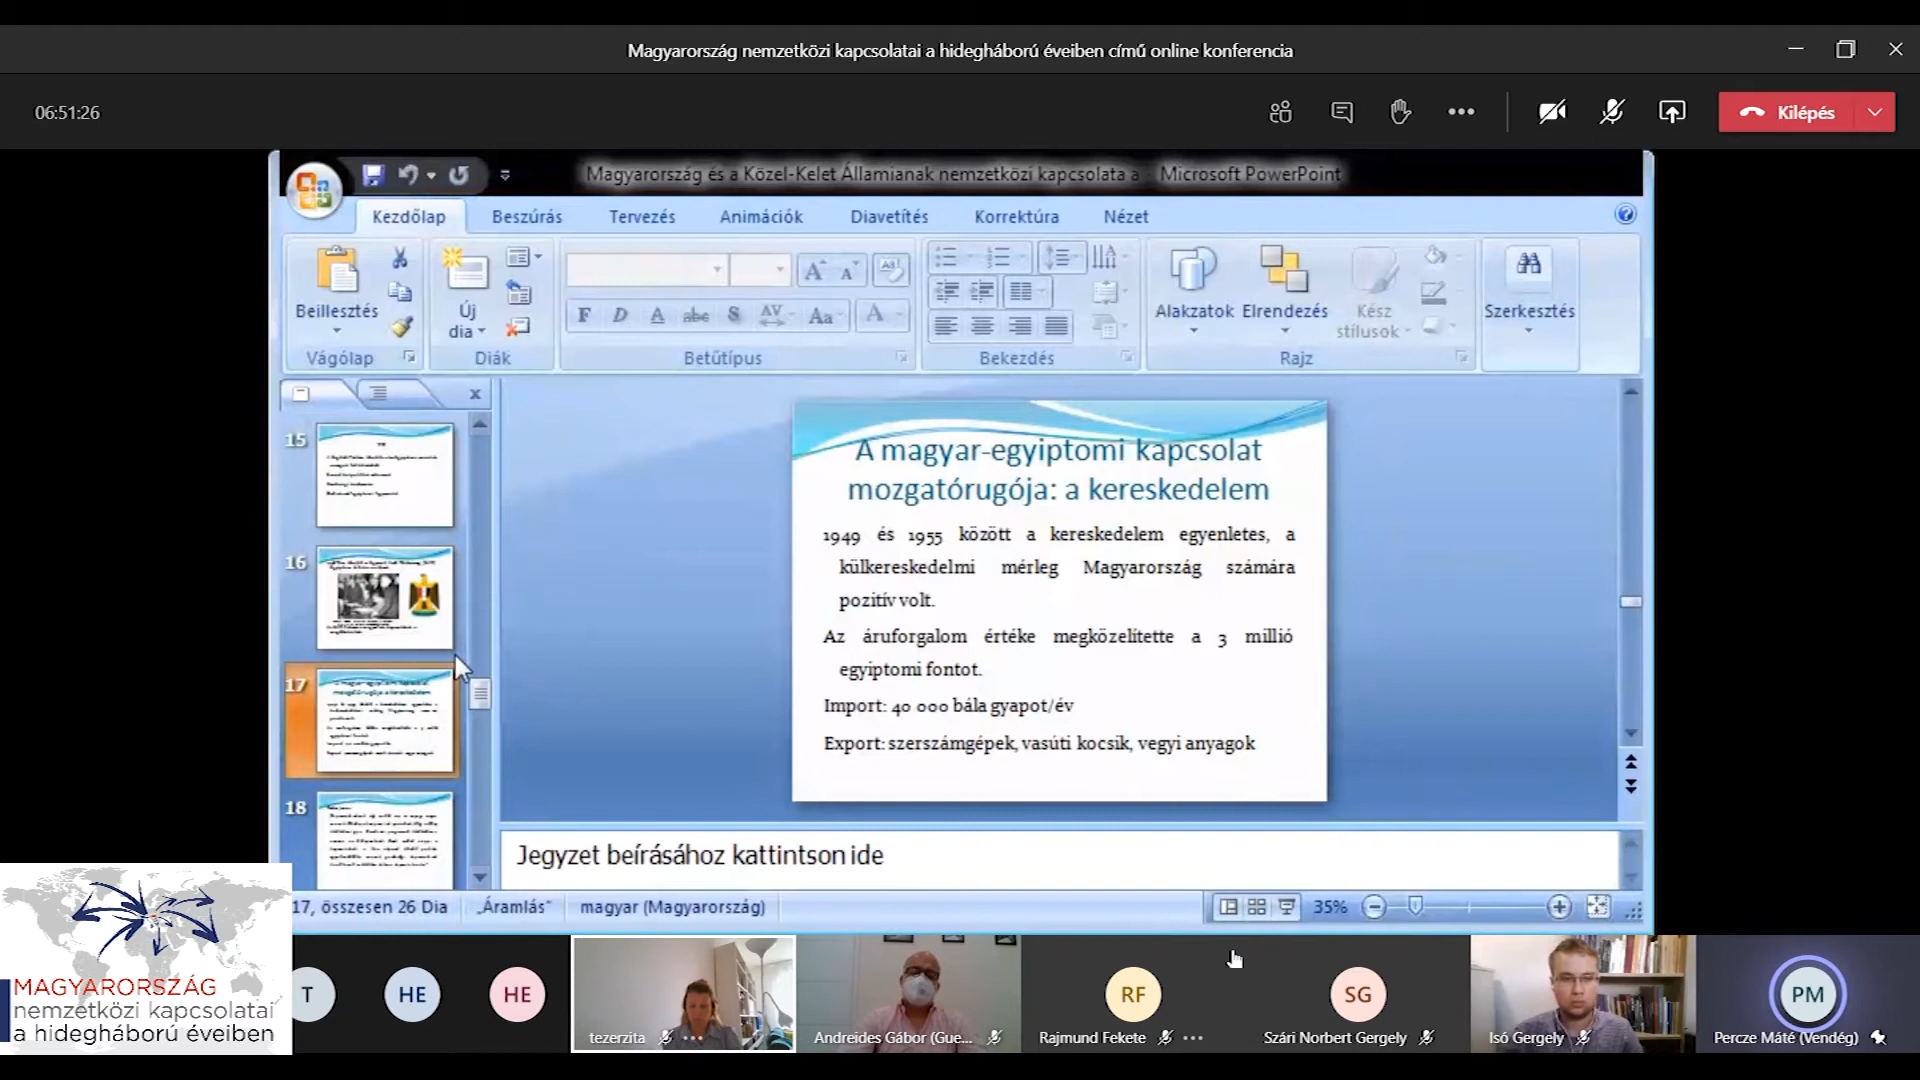 Magyarország nemzetközi kapcsolatai a hidegháború éveiben című online konferencia
06:51:26
Kilépés
Magyarország és a Közel-Kelet Államianak nemzetközi kapcsolata a - Microsoft PowerPoint
Kezdőlap Beszúrás Tervezés Animációk Diavetítés Korrektúra Nézet
Beillesztés
Új
dia
Alakzatok Elrendezés Kész
stílusok
Szerkesztés
F D A abc S AV Aa A
Vágólap Diák Betűtípus Bekezdés Rajz
15
16
17
18
A magyar-egyiptomi kapcsolat
mozgatórugója: a kereskedelem
1949 és 1955 között a kereskedelem egyenletes, a
külkereskedelmi mérleg Magyarország számára
pozitív volt.
Az áruforgalom értéke megközelítette a 3 millió
egyiptomi fontot.
Import: 40 000 bála gyapot/év
Export: szerszámgépek, vasúti kocsik, vegyi anyagok
Jegyzet beírásához kattintson ide
17, összesen 26 Dia „Áramlás” magyar (Magyarország) 35%
MAGYARORSZÁG
nemzetközi kapcsolatai
a hidegháború éveiben
T HE HE RF SG PM
tezerzita Andreides Gábor (Gue... Rajmund Fekete Szári Norbert Gergely Isó Gergely Percze Máté (Vendég)